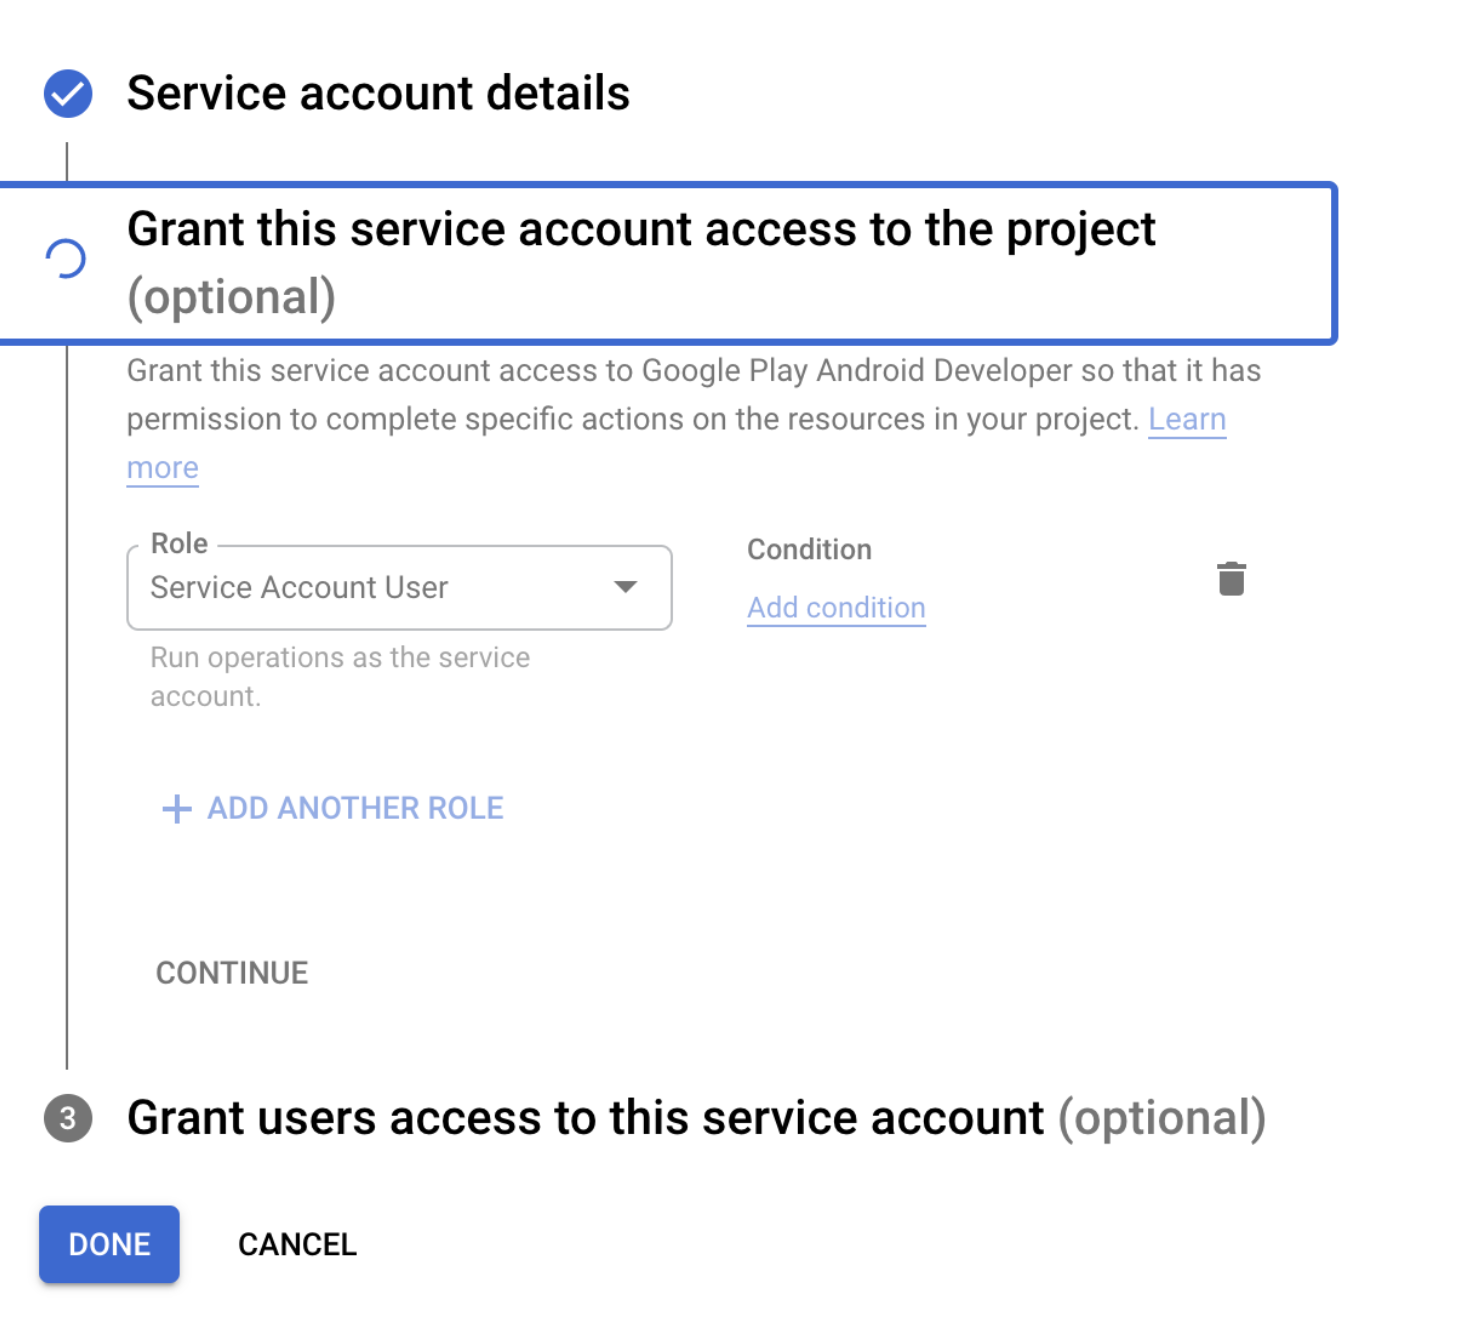 Service account details
Grant this service account access to the project
(optional)
Grant this service account access to Google Play Android Developer so that it has
permission to complete specific actions on the resources in your project. Learn
more
Role
Service Account User
Condition
Add condition
Run operations as the service
account.
+ ADD ANOTHER ROLE
CONTINUE
3 Grant users access to this service account (optional)
DONE CANCEL